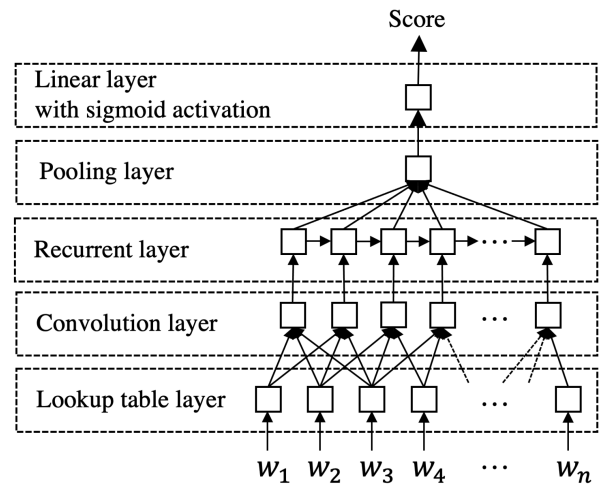 Score
Linear layer
with sigmoid activation
Pooling layer
Recurrent layer
...
Convolution layer
...
Lookup table layer
...
w1 w2 w3 w4 ... wn